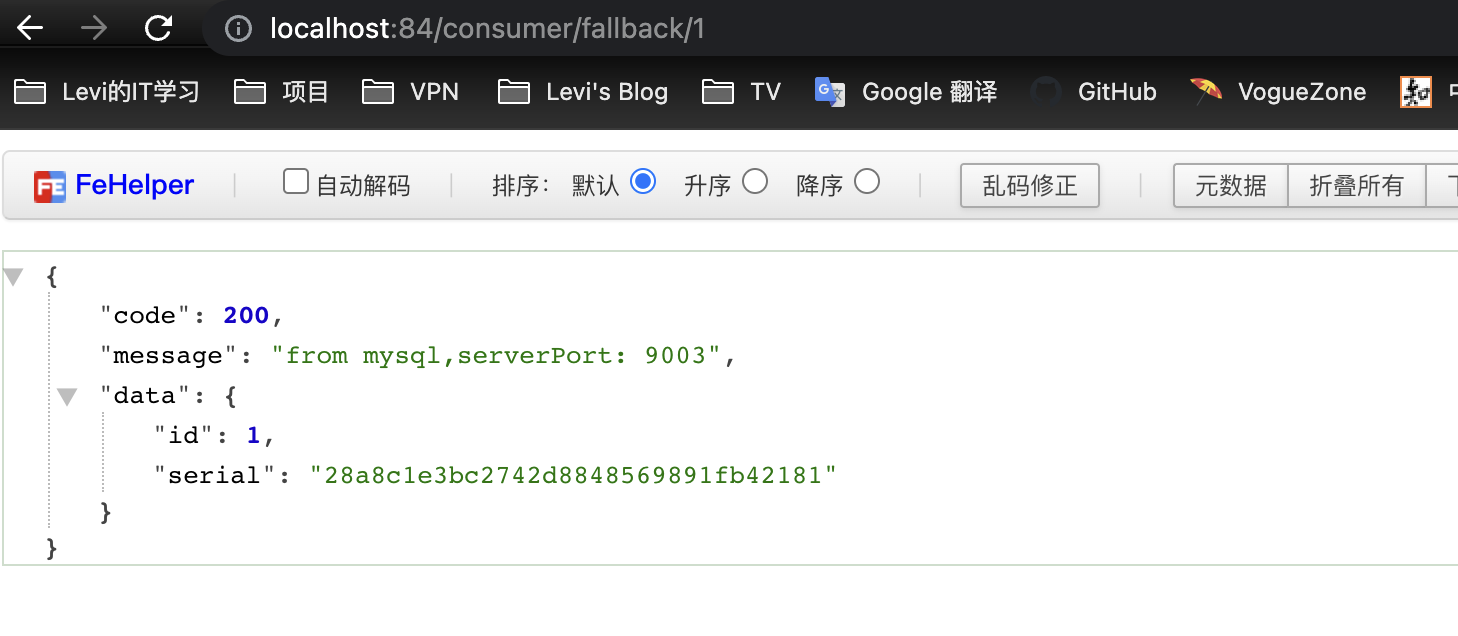 localhost:84/consumer/fallback/1
Levi的IT学习 项目 VPN Levi's Blog TV Google 翻译 GitHub VogueZone
FeHelper 自动解码 排序： 默认 升序 降序 乱码修正 元数据 折叠所有
{
"code": 200,
"message": "from mysql,serverPort: 9003",
"data": {
"id": 1,
"serial": "28a8c1e3bc2742d8848569891fb42181"
}
}